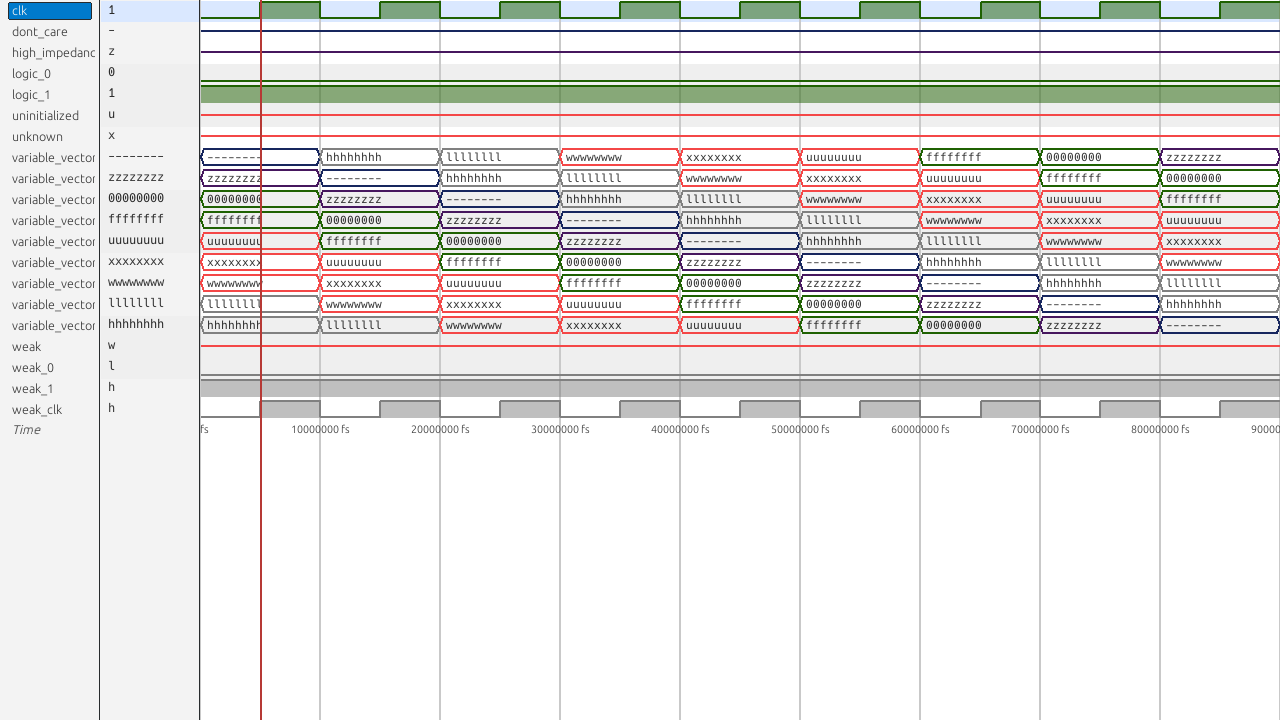 clk 1
dont_care -
high_impedanc z
logic_0 0
logic_1 1
uninitialized u
unknown x
variable_vector -------- -------- hhhhhhhh llllllll wwwwwwww xxxxxxxx uuuuuuuu ffffffff 00000000 zzzzzzzz
variable_vector zzzzzzzz zzzzzzzz -------- hhhhhhhh llllllll wwwwwwww xxxxxxxx uuuuuuuu ffffffff 00000000
variable_vector 00000000 00000000 zzzzzzzz -------- hhhhhhhh llllllll wwwwwwww xxxxxxxx uuuuuuuu ffffffff
variable_vector ffffffff ffffffff 00000000 zzzzzzzz -------- hhhhhhhh llllllll wwwwwwww xxxxxxxx uuuuuuuu
variable_vector uuuuuuuu uuuuuuuu ffffffff 00000000 zzzzzzzz -------- hhhhhhhh llllllll wwwwwwww xxxxxxxx
variable_vector xxxxxxxx xxxxxxxx uuuuuuuu ffffffff 00000000 zzzzzzzz -------- hhhhhhhh llllllll wwwwwwww
variable_vector wwwwwwww wwwwwwww xxxxxxxx uuuuuuuu ffffffff 00000000 zzzzzzzz -------- hhhhhhhh llllllll
variable_vector llllllll llllllll wwwwwwww xxxxxxxx uuuuuuuu ffffffff 00000000 zzzzzzzz -------- hhhhhhhh
variable_vector hhhhhhhh hhhhhhhh llllllll wwwwwwww xxxxxxxx uuuuuuuu ffffffff 00000000 zzzzzzzz --------
weak w
weak_0 l
weak_1 h
weak_clk h
Time fs 10000000 fs 20000000 fs 30000000 fs 40000000 fs 50000000 fs 60000000 fs 70000000 fs 80000000 fs 90000